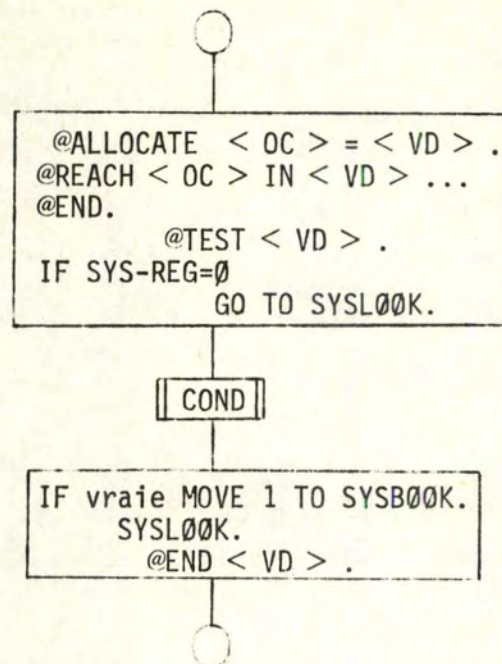 @ALLOCATE < OC > = < VD > .
@REACH < OC > IN < VD > ...
@END.
@TEST < VD > .
IF SYS-REG=Ø
GO TO SYSLØØK.
COND
IF vraie MOVE 1 TO SYSBØØK.
SYSLØØK.
@END < VD > .